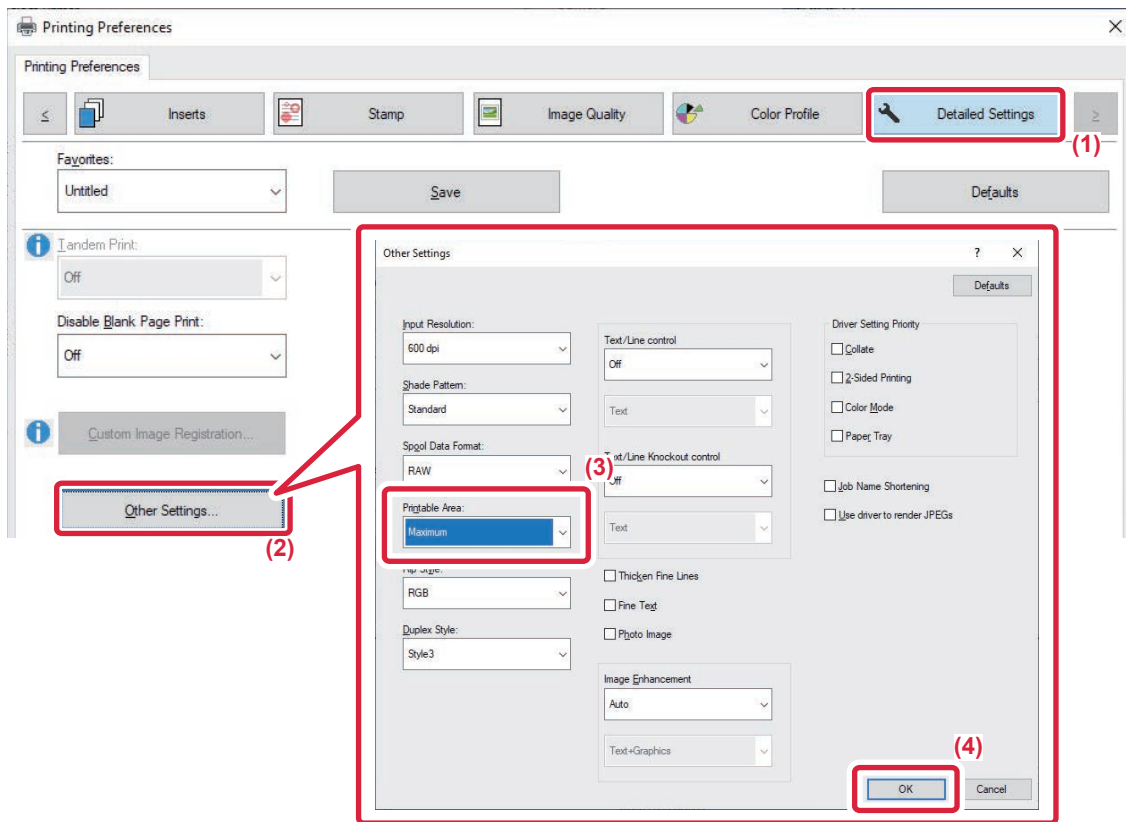 Printing Preferences
Printing Preferences
≤ Inserts Stamp Image Quality Color Profile Detailed Settings ≥
(1)
Favorites:
Untitled
Save
Defaults
Tandem Print:
Off
Disable Blank Page Print:
Off
Custom Image Registration...
Other Settings...
(2)
Other Settings ?
Defaults
Input Resolution:
600 dpi
Shade Pattern:
Standard
Spool Data Format:
RAW
(3)
Printable Area:
Maximum
Rip Style:
RGB
Duplex Style:
Style3
Text/Line control
Off
Text
Text/Line Knockout control
Off
Text
Thicken Fine Lines
Fine Text
Photo Image
Image Enhancement
Auto
Text+Graphics
Driver Setting Priority
Collate
2-Sided Printing
Color Mode
Paper Tray
Job Name Shortening
Use driver to render JPEGs
(4)
OK
Cancel